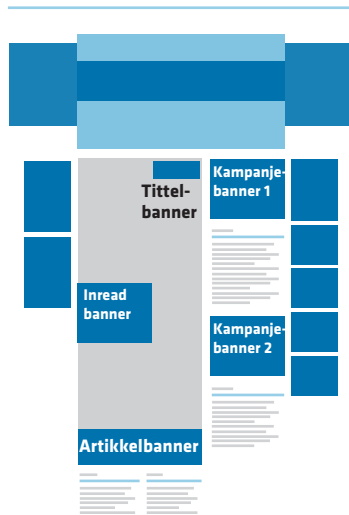 Tittel-
banner
Kampanje-
banner 1
Inread
banner
Kampanje-
banner 2
Artikkelbanner